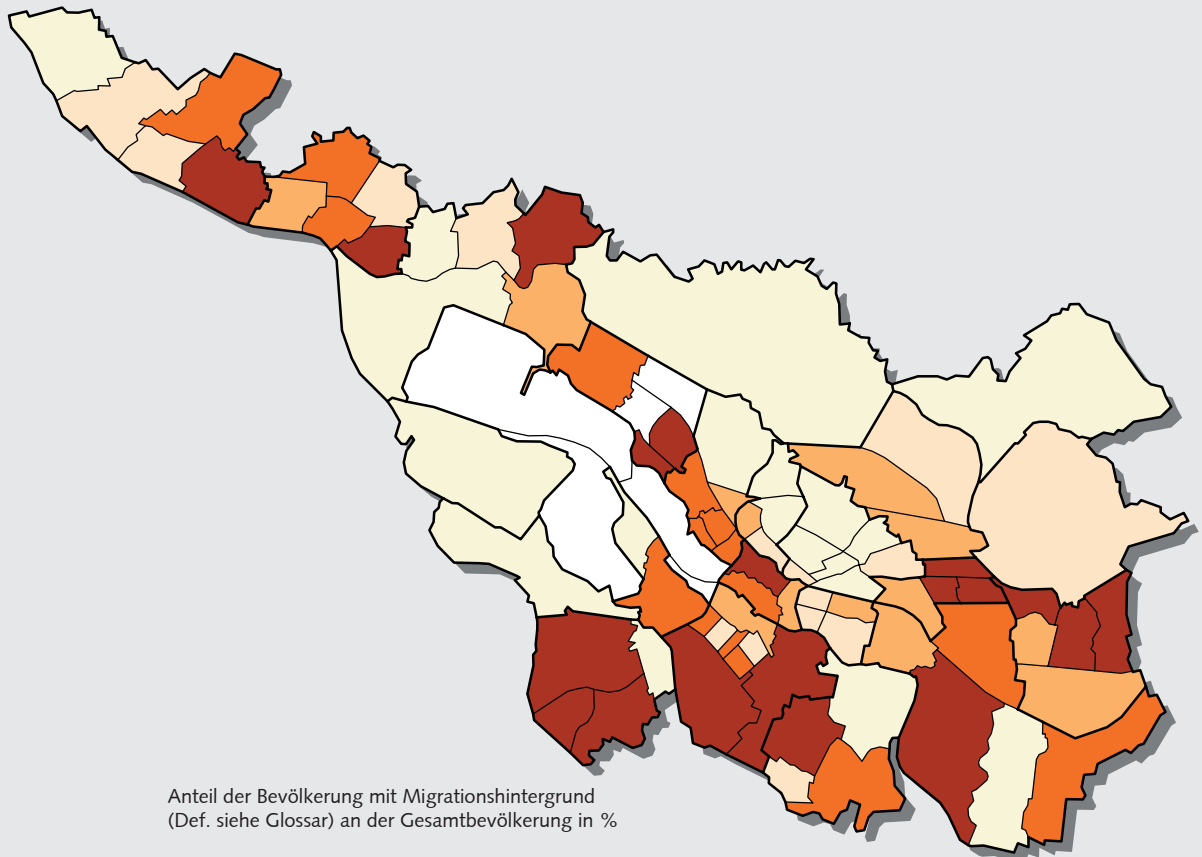 Anteil der Bevölkerung mit Migrationshintergrund
(Def. siehe Glossar) an der Gesamtbevölkerung in %